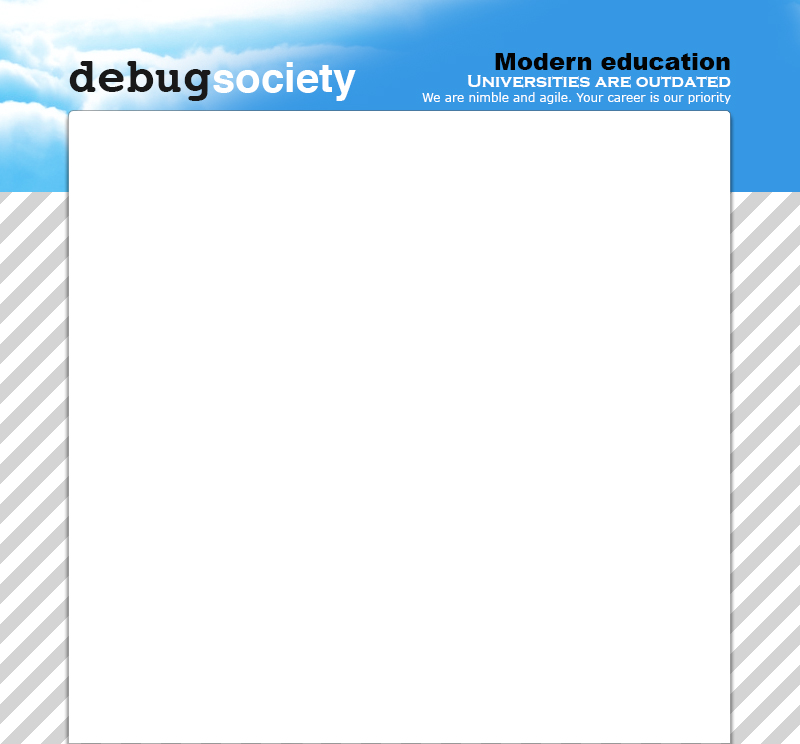 debugsociety
Modern education
UNIVERSITIES ARE OUTDATED
We are nimble and agile. Your career is our priority